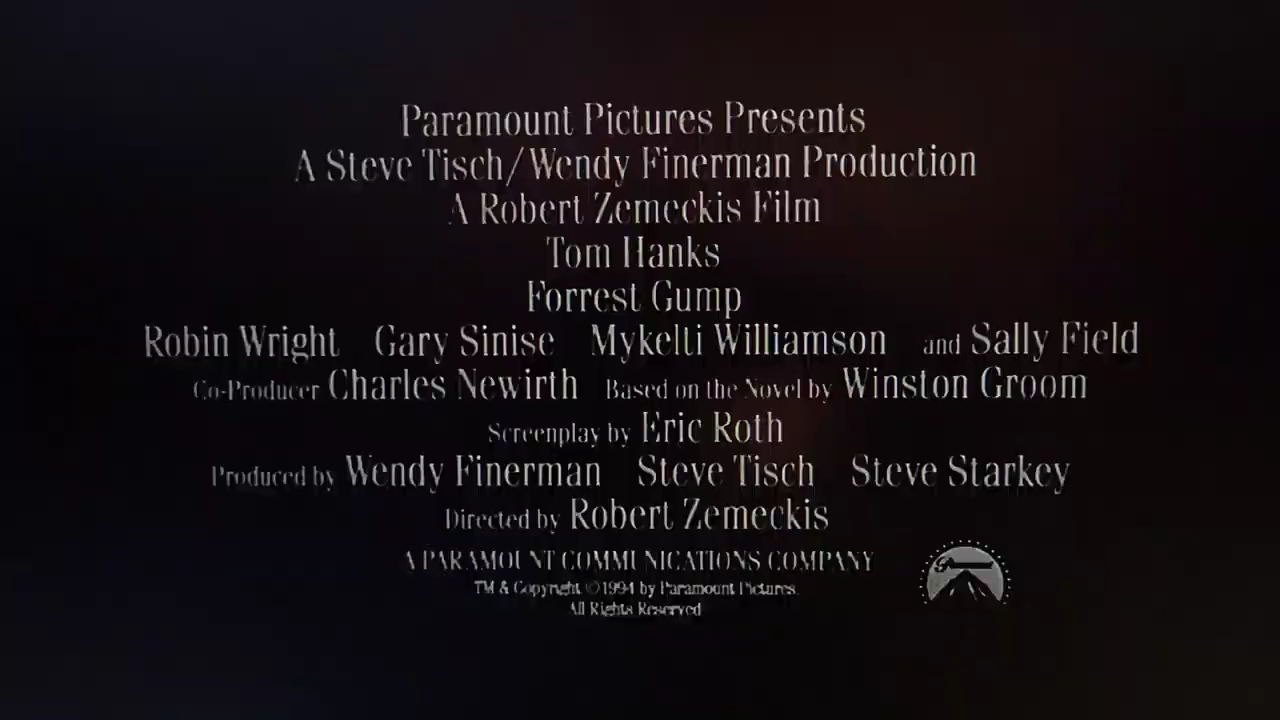 Paramount Pictures Presents
A Steve Tisch/Wendy Finerman Production
A Robert Zemeckis Film
Tom Hanks
Forrest Gump
Robin Wright Gary Sinise Mykelti Williamson and Sally Field
Co-Producer Charles Newirth Based on the Novel by Winston Groom
Screenplay by Eric Roth
Produced by Wendy Finerman Steve Tisch Steve Starkey
Directed by Robert Zemeckis
A PARAMOUNT COMMUNICATIONS COMPANY
TM & Copyright ©1994 by Paramount Pictures.
All Rights Reserved
Paramount